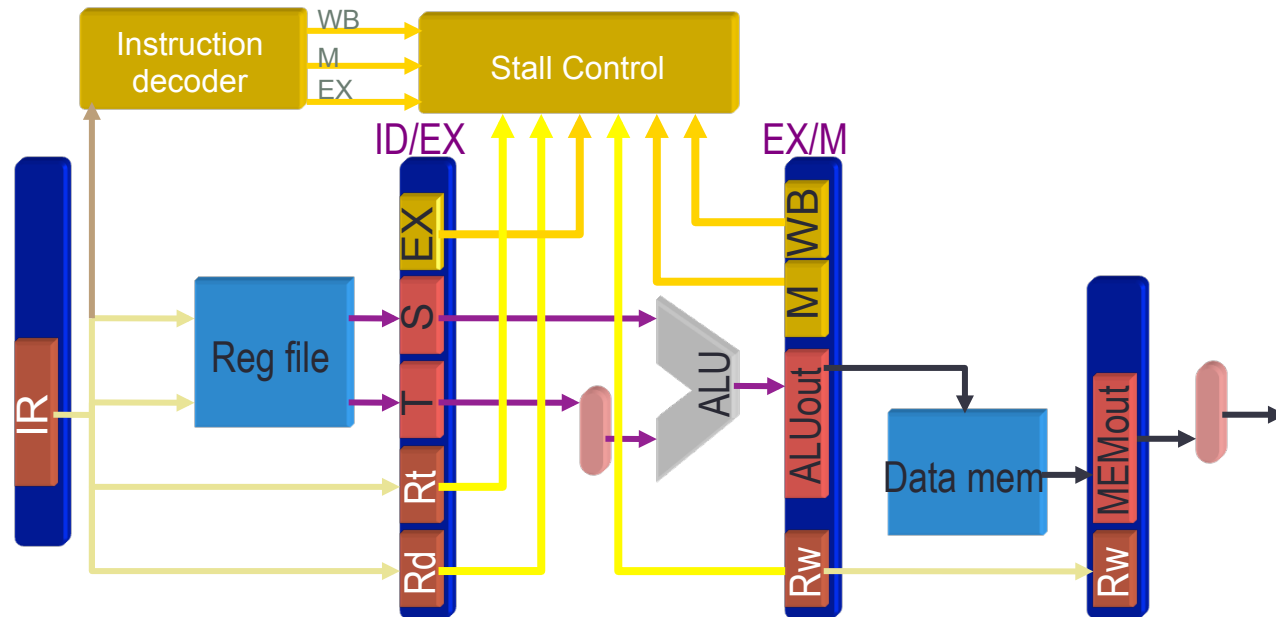 Instruction
decoder
WB
M
EX
Stall Control
ID/EX
EX/M
IR
Reg file
EX
S
T
Rt
Rd
ALU
WB
M
ALUout
Rw
Data mem
MEMout
Rw